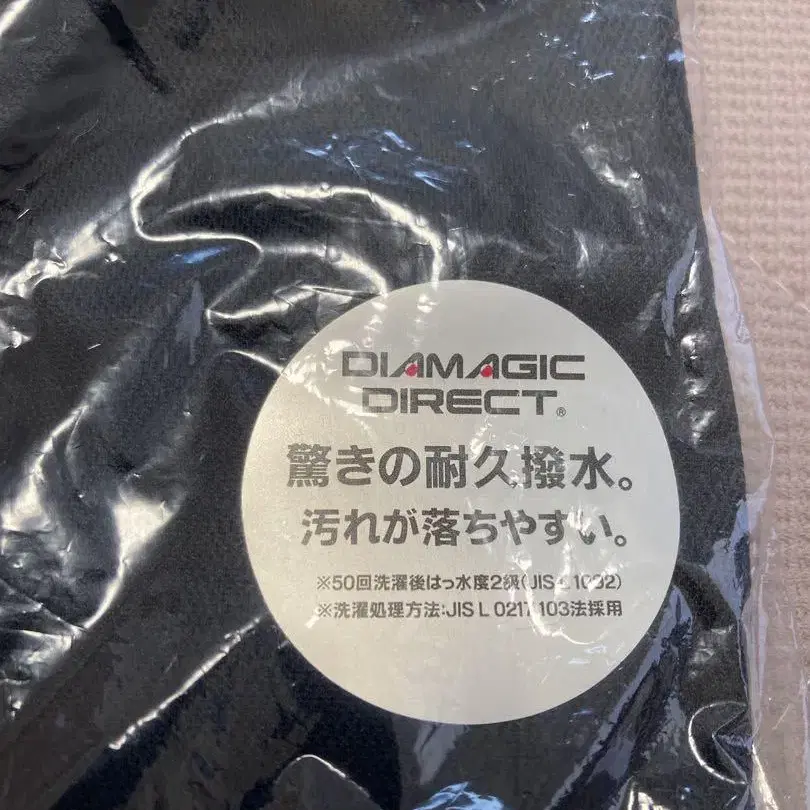 DIAMAGIC
DIRECT®
驚きの耐久撥水。
汚れが落ちやすい。
※50回洗濯後はっ水度2級(JIS L 1092)
※洗濯処理方法:JIS L 0217 103法採用